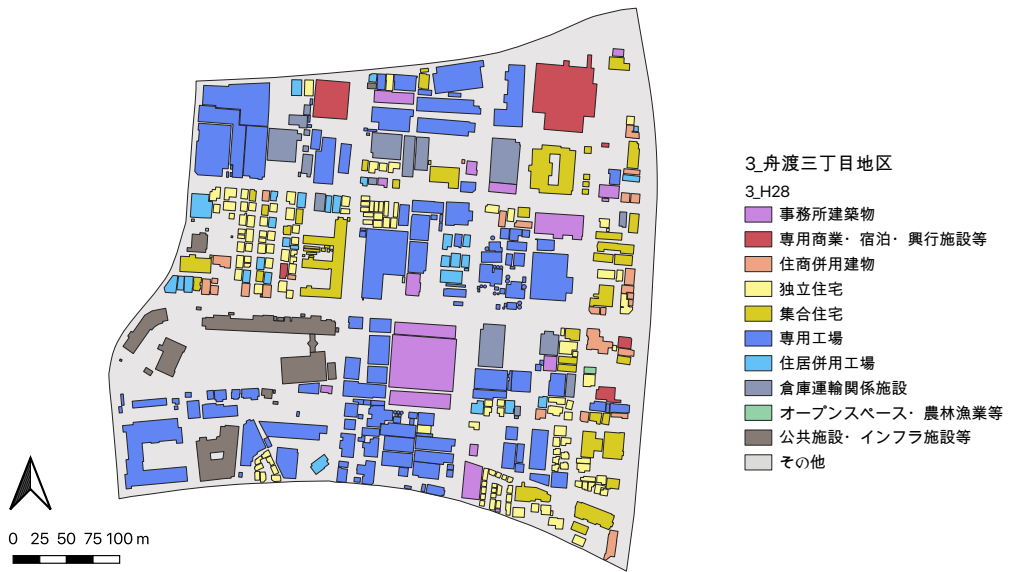 3_舟渡三丁目地区
3_H28
事務所建築物
専用商業・宿泊・興行施設等
住商併用建物
独立住宅
集合住宅
専用工場
住居併用工場
倉庫運輸関係施設
オープンスペース・農林漁業等
公共施設・インフラ施設等
その他
0 25 50 75 100 m